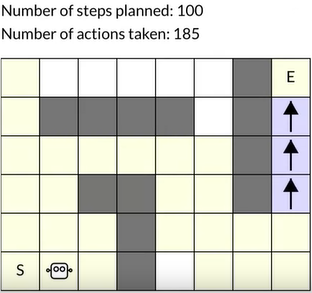 Number of steps planned: 100
Number of actions taken: 185
E
S